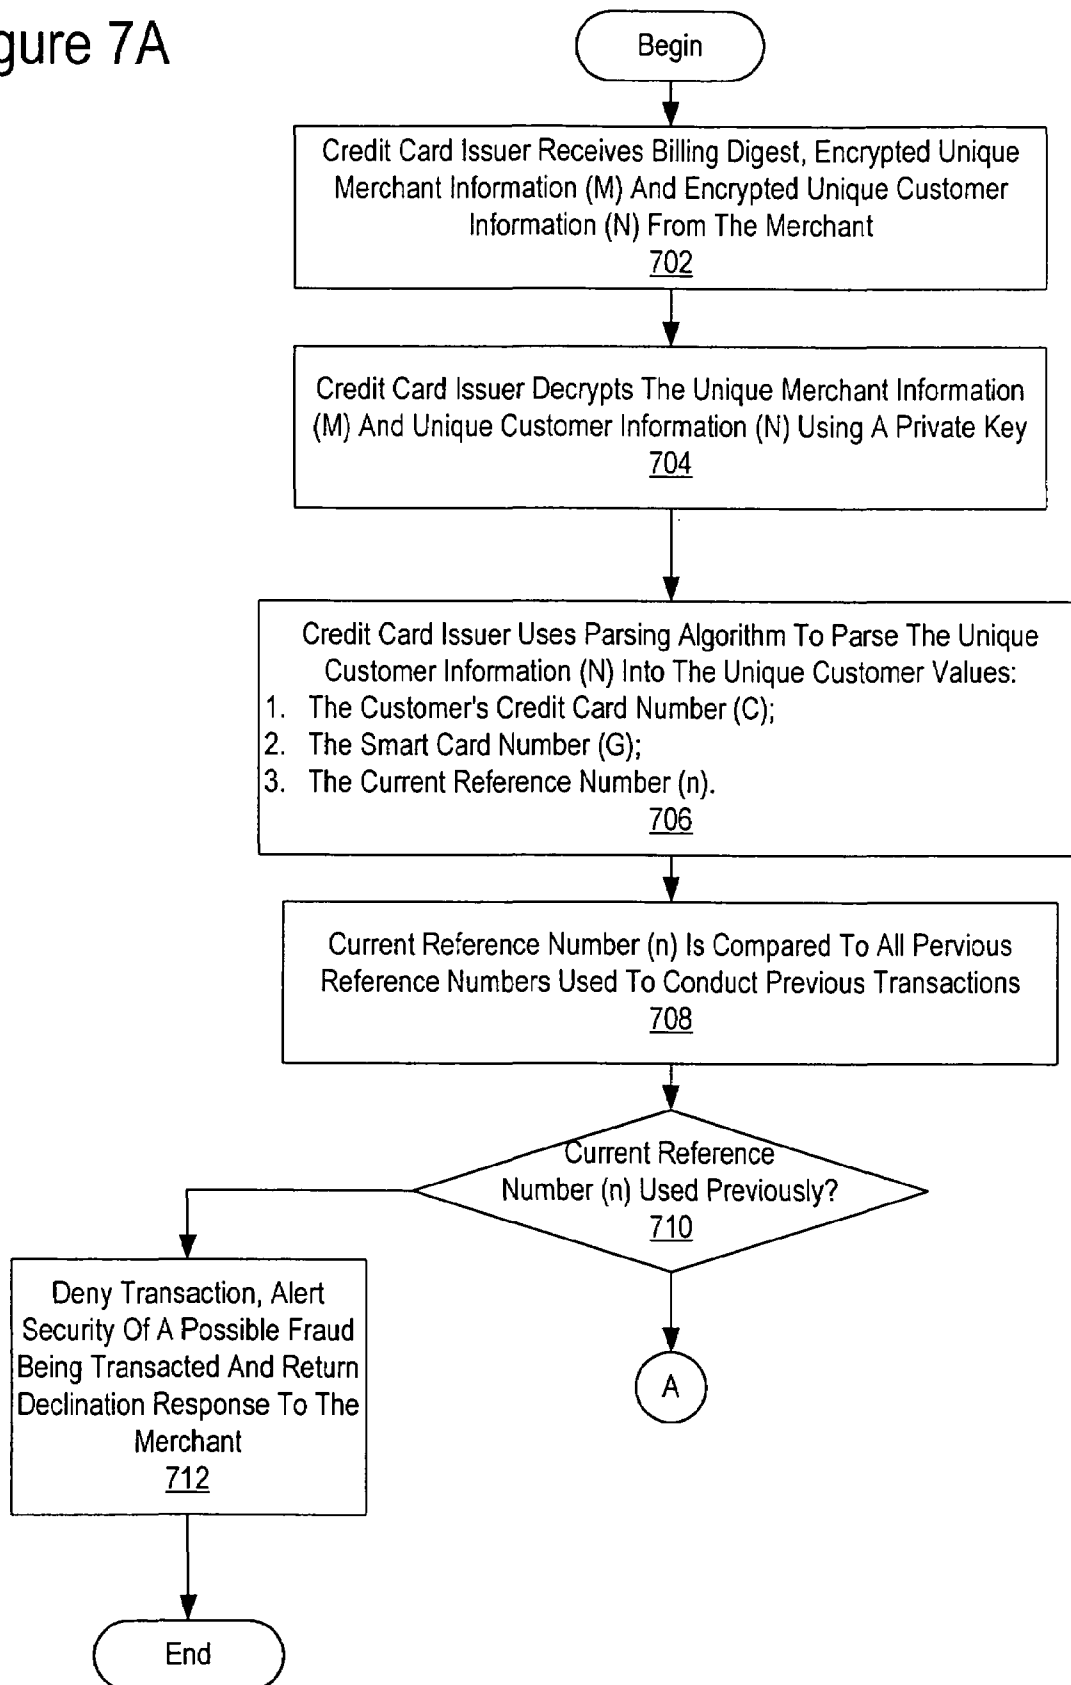 gure 7A
Begin
Credit Card Issuer Receives Billing Digest, Encrypted Unique
Merchant Information (M) And Encrypted Unique Customer
Information (N) From The Merchant
702
Credit Card Issuer Decrypts The Unique Merchant Information
(M) And Unique Customer Information (N) Using A Private Key
704
Credit Card Issuer Uses Parsing Algorithm To Parse The Unique
Customer Information (N) Into The Unique Customer Values:
1. The Customer's Credit Card Number (C);
2. The Smart Card Number (G);
3. The Current Reference Number (n).
706
Current Reference Number (n) Is Compared To All Pervious
Reference Numbers Used To Conduct Previous Transactions
708
Current Reference
Number (n) Used Previously?
710
Deny Transaction, Alert
Security Of A Possible Fraud
Being Transacted And Return
Declination Response To The
Merchant
712
A
End